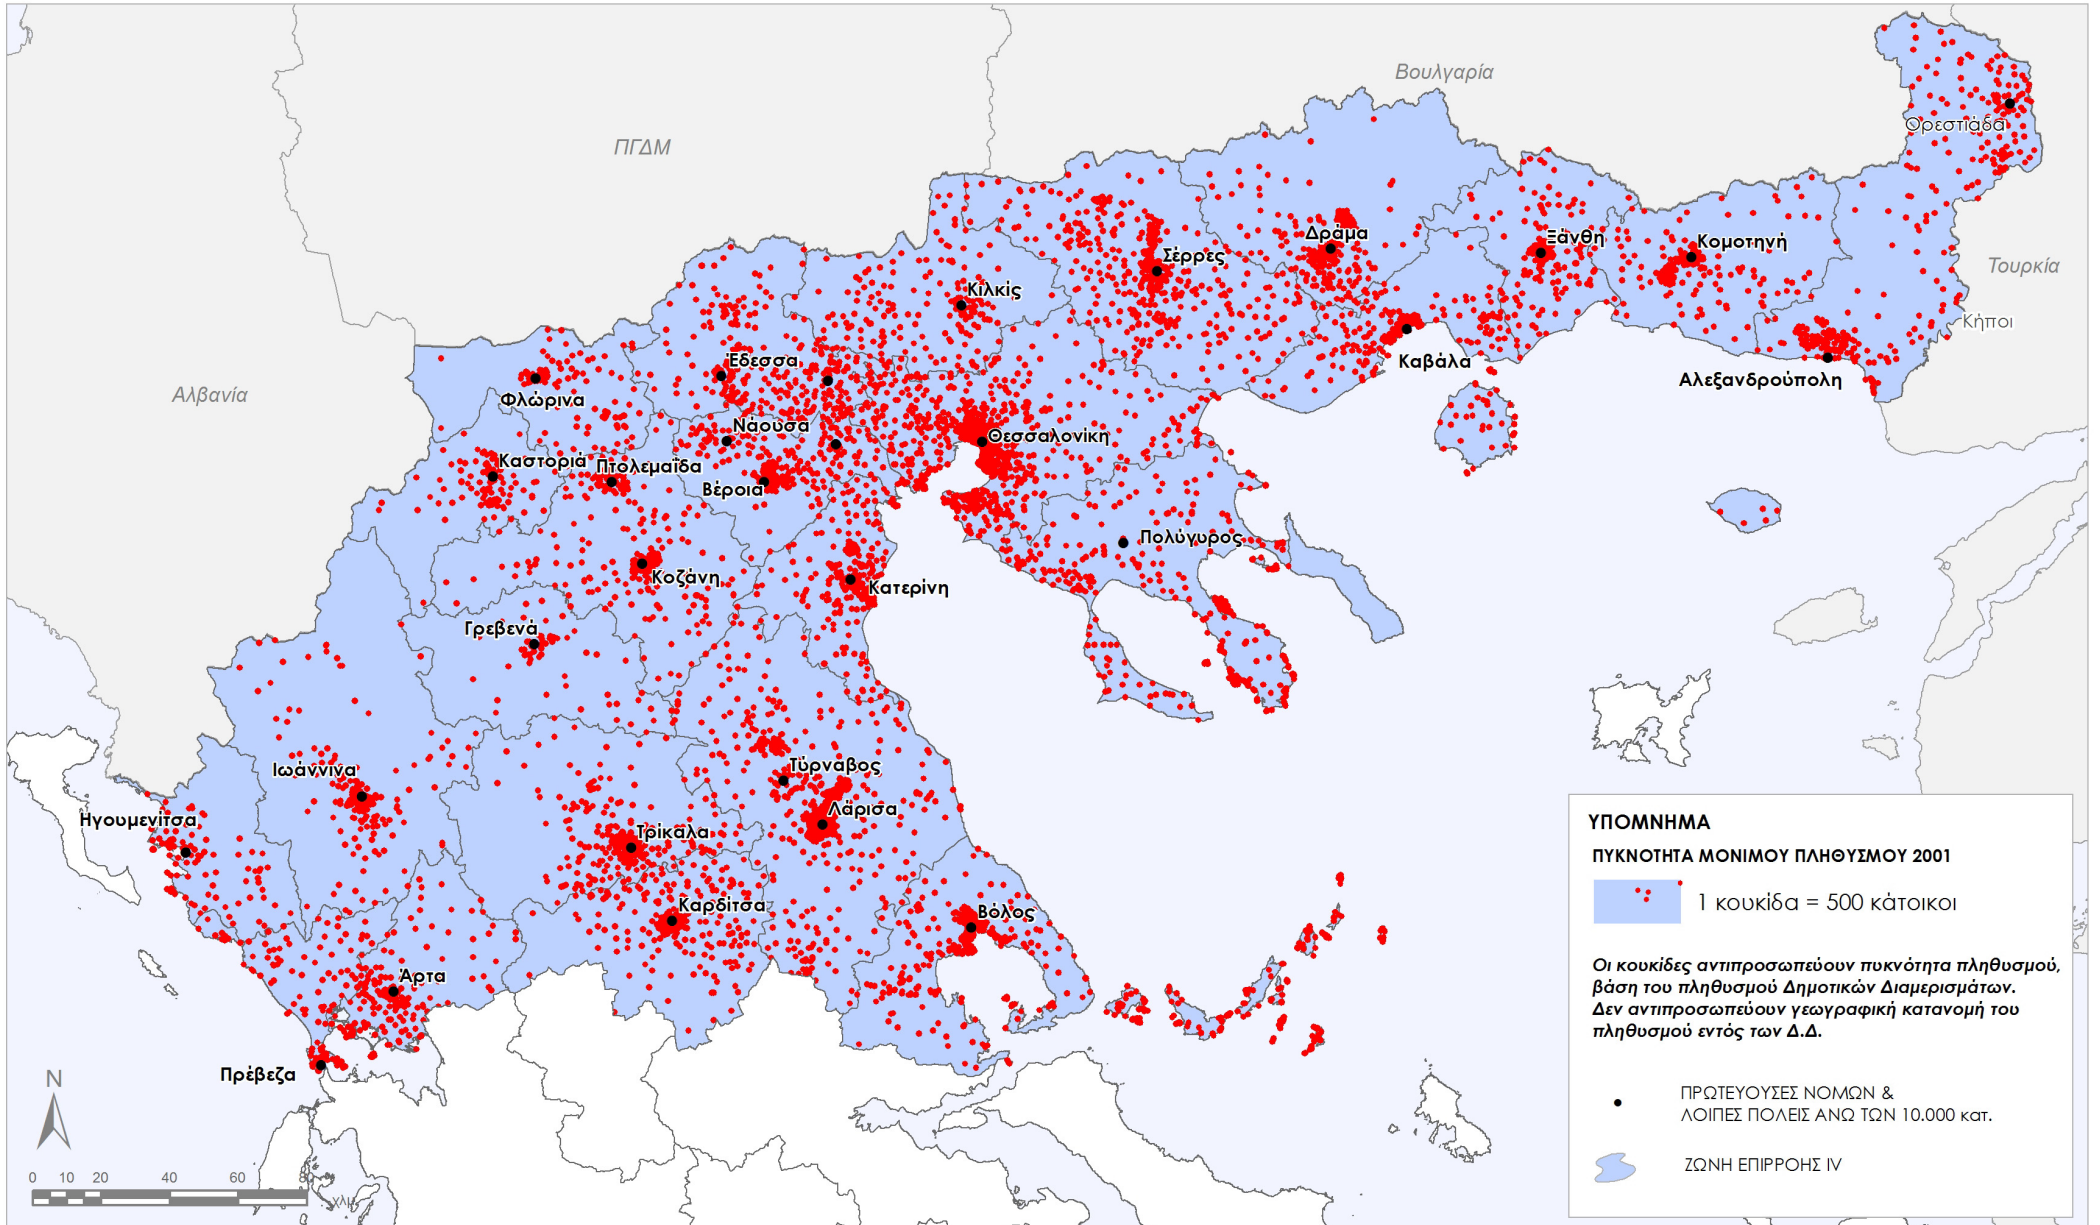 Βουλγαρία
ΠΓΔΜ
Ορεστιάδα
Τουρκία
Κήποι
Αλβανία
Δράμα
Ξάνθη
Κομοτηνή
Σέρρες
Κιλκίς
Καβάλα
Αλεξανδρούπολη
Έδεσσα
Φλώρινα
Νάουσα
Θεσσαλονίκη
Καστοριά
Πτολεμαΐδα
Βέροια
Πολύγυρος
Κοζάνη
Κατερίνη
Γρεβενά
Ιωάννινα
Τύρναβος
Λάρισα
Ηγουμενίτσα
Τρίκαλα
Καρδίτσα
Βόλος
Άρτα
Πρέβεζα
N
0 10 20 40 60 80
χλμ
ΥΠΟΜΝΗΜΑ
ΠΥΚΝΟΤΗΤΑ ΜΟΝΙΜΟΥ ΠΛΗΘΥΣΜΟΥ 2001
1 κουκίδα = 500 κάτοικοι
Οι κουκίδες αντιπροσωπεύουν πυκνότητα πληθυσμού,
βάση του πληθυσμού Δημοτικών Διαμερισμάτων.
Δεν αντιπροσωπεύουν γεωγραφική κατανομή του
πληθυσμού εντός των Δ.Δ.
ΠΡΩΤΕΥΟΥΣΕΣ ΝΟΜΩΝ &
ΛΟΙΠΕΣ ΠΟΛΕΙΣ ΑΝΩ ΤΩΝ 10.000 κατ.
ΖΩΝΗ ΕΠΙΡΡΟΗΣ IV